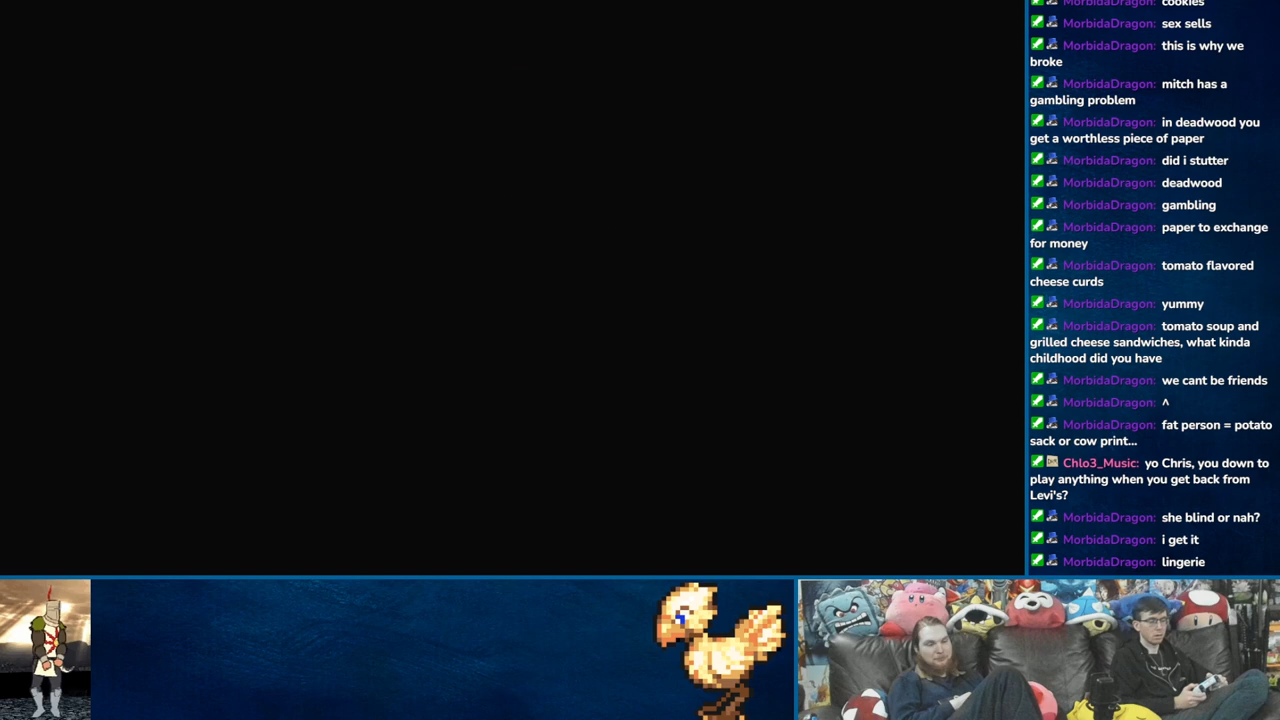 MorbidaDragon: cookies
MorbidaDragon: sex sells
MorbidaDragon: this is why we
broke
MorbidaDragon: mitch has a
gambling problem
MorbidaDragon: in deadwood you
get a worthless piece of paper
MorbidaDragon: did i stutter
MorbidaDragon: deadwood
MorbidaDragon: gambling
MorbidaDragon: paper to exchange
for money
MorbidaDragon: tomato flavored
cheese curds
MorbidaDragon: yummy
MorbidaDragon: tomato soup and
grilled cheese sandwiches, what kinda
childhood did you have
MorbidaDragon: we cant be friends
MorbidaDragon: ^
MorbidaDragon: fat person = potato
sack or cow print...
Chlo3_Music: yo Chris, you down to
play anything when you get back from
Levi's?
MorbidaDragon: she blind or nah?
MorbidaDragon: i get it
MorbidaDragon: lingerie